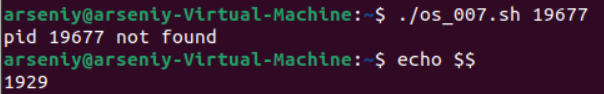 arseniy@arseniy-Virtual-Machine:~$ ./os_007.sh 19677
pid 19677 not found
arseniy@arseniy-Virtual-Machine:~$ echo $$
1929